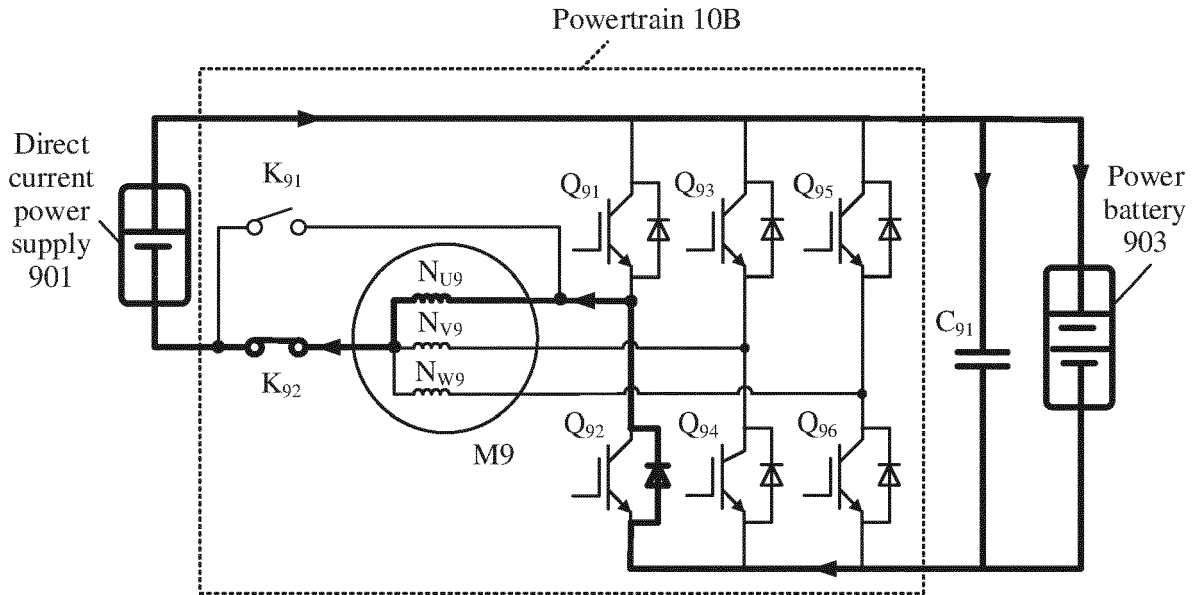 Powertrain 10B
Direct
current
power
supply
901
K91
K92
NU9
NV9
NW9
M9
Q91
Q93
Q95
Q92
Q94
Q96
C91
Power
battery
903